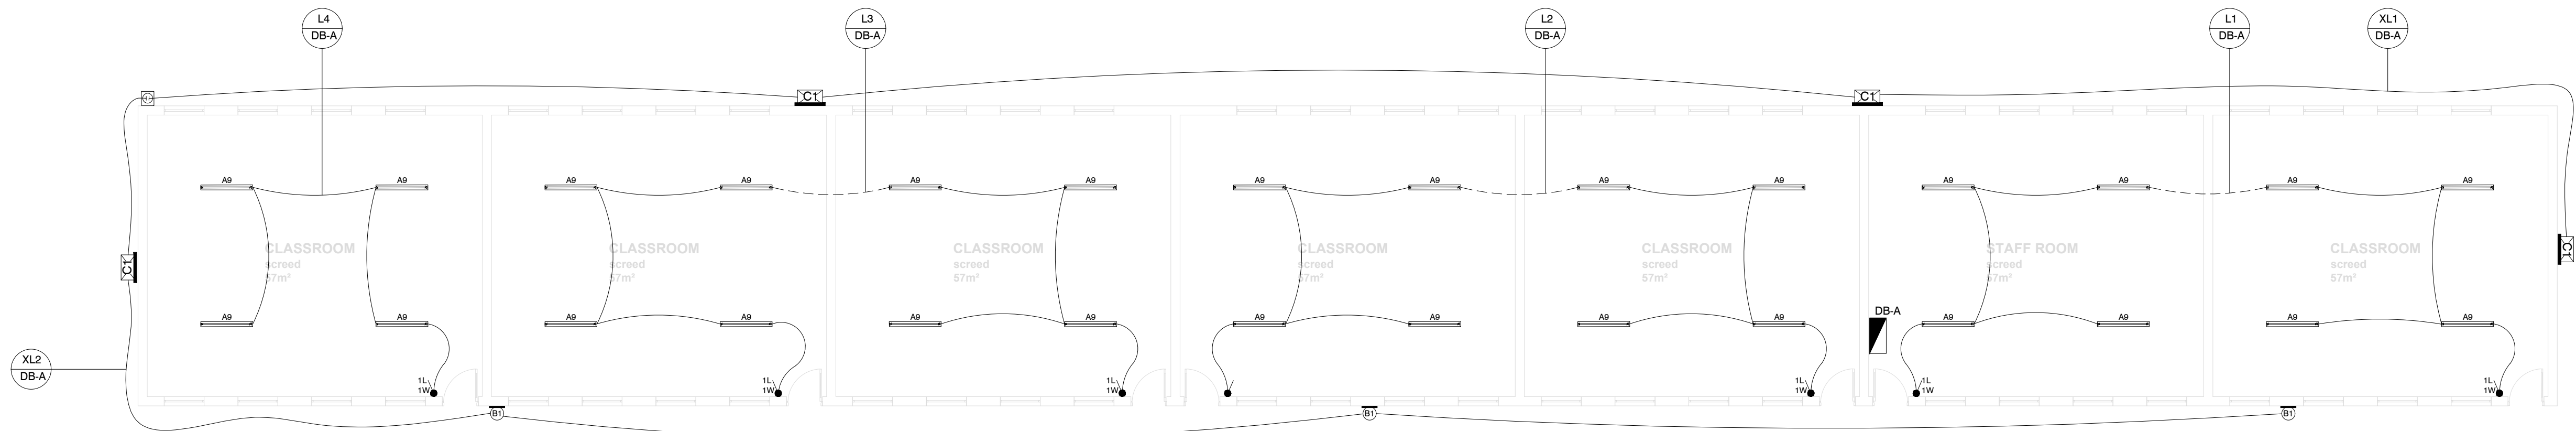 L4
DB-A
L3
DB-A
L2
DB-A
L1
DB-A
XL1
DB-A
C1
C1
A9
A9
A9
A9
A9
A9
A9
A9
A9
A9
A9
A9
A9
A9
CLASSROOM
screed
57m²
CLASSROOM
screed
57m²
CLASSROOM
screed
57m²
CLASSROOM
screed
57m²
CLASSROOM
screed
57m²
STAFF ROOM
screed
57m²
CLASSROOM
screed
57m²
C1
C1
DB-A
A9
A9
A9
A9
A9
A9
A9
A9
A9
A9
A9
A9
A9
A9
XL2
DB-A
1L
1W
1L
1W
1L
1W
1L
1W
1L
1W
1L
1W
B1
B1
B1